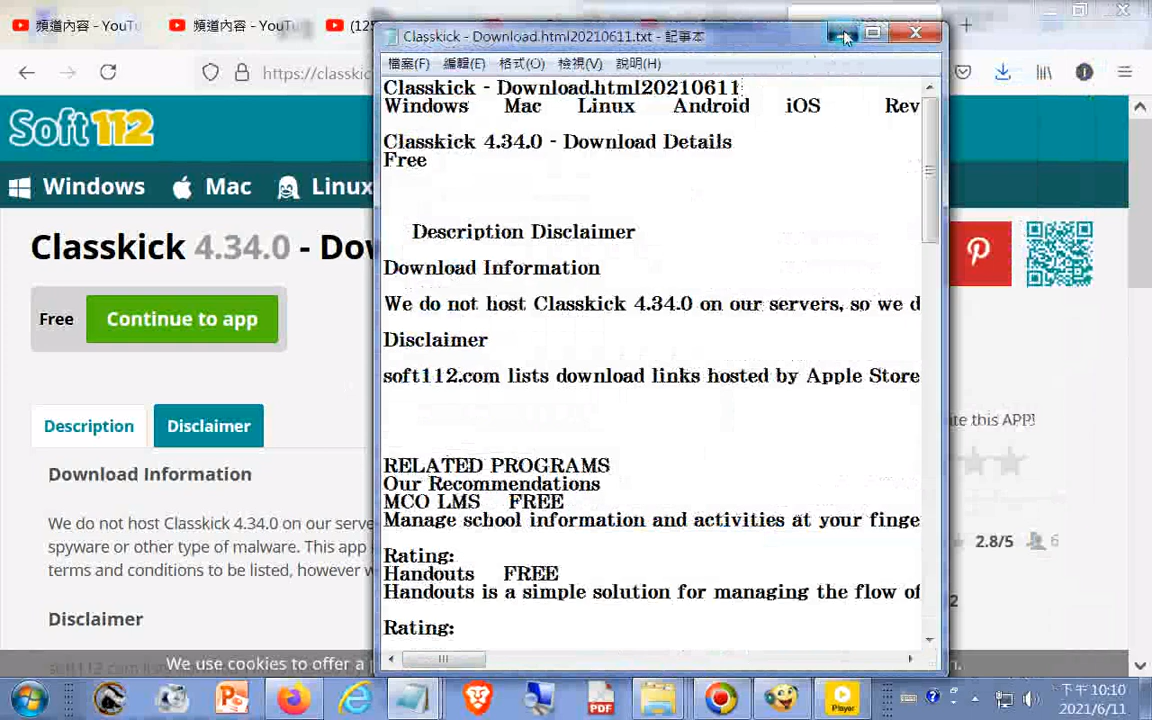 頻道內容 - YouTu
頻道內容 - YouTu
(125
Classkick - Download.html20210611.txt - 記事本
https://classkic
檔案(F) 編輯(E) 格式(O) 檢視(V) 說明(H)
Soft112
Windows Mac Linux
Classkick 4.34.0 - Dow
Free Continue to app
Description Disclaimer
Download Information
We do not host Classkick 4.34.0 on our serve
spyware or other type of malware. This app
terms and conditions to be listed, however w
Disclaimer
We use cookies to offer a
Classkick - Download.html20210611
Windows Mac Linux Android iOS Rev
Classkick 4.34.0 - Download Details
Free
Description Disclaimer
Download Information
We do not host Classkick 4.34.0 on our servers, so we d
Disclaimer
soft112.com lists download links hosted by Apple Store
RELATED PROGRAMS
Our Recommendations
MCO LMS FREE
Manage school information and activities at your finge
Rating:
Handouts FREE
Handouts is a simple solution for managing the flow of
Rating:
ite this APP!
2.8/5 6
2
n.
PDF
Player
下午 10:10
2021/6/11